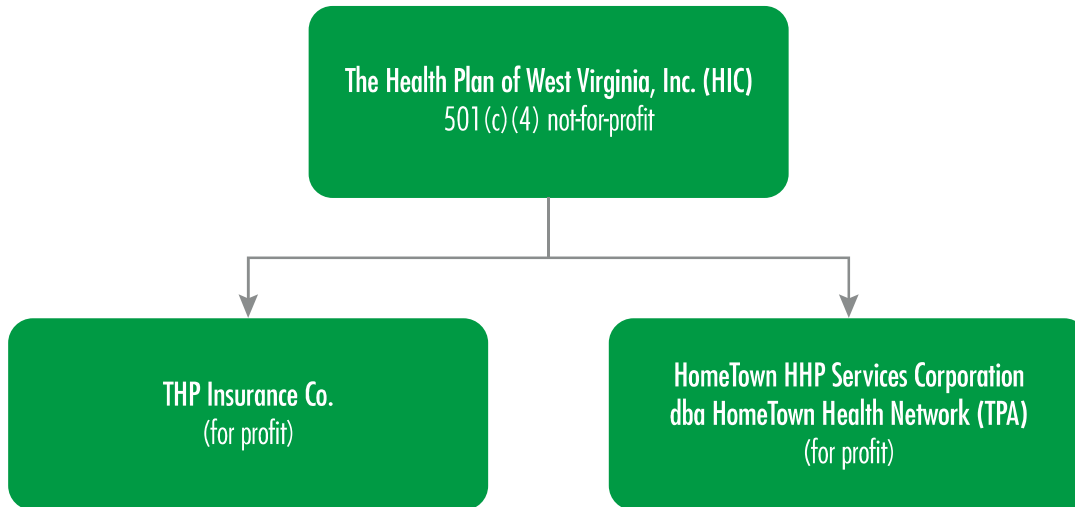 The Health Plan of West Virginia, Inc. (HIC)
501(c)(4) not-for-profit
THP Insurance Co.
(for profit)
HomeTown HHP Services Corporation
dba HomeTown Health Network (TPA)
(for profit)